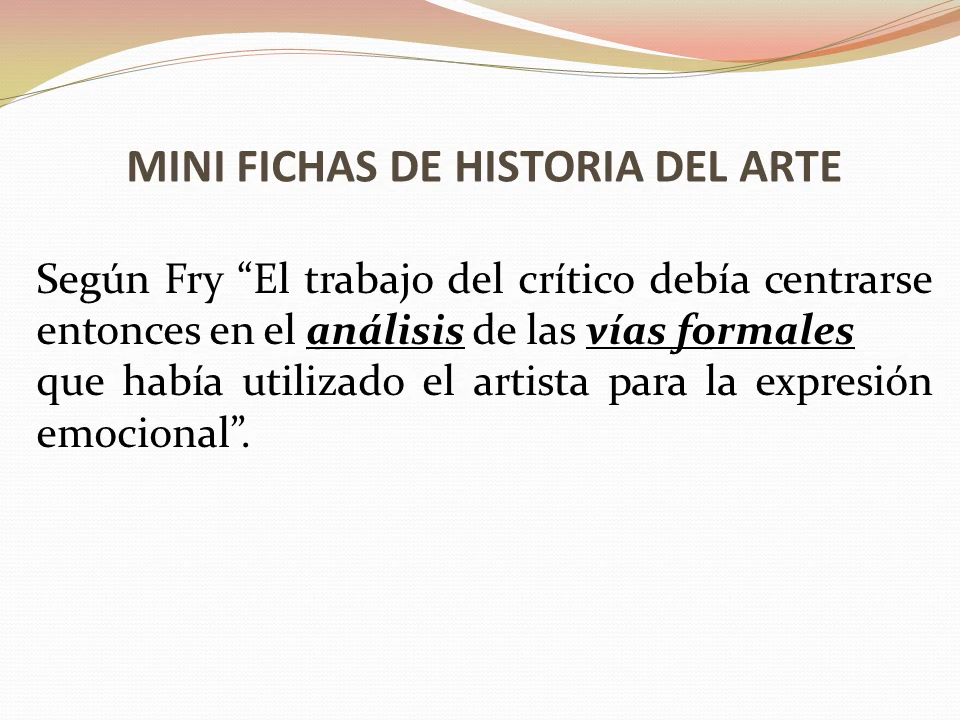 MINI FICHAS DE HISTORIA DEL ARTE
Según Fry “El trabajo del crítico debía centrarse
entonces en el análisis de las vías formales
que había utilizado el artista para la expresión
emocional”.